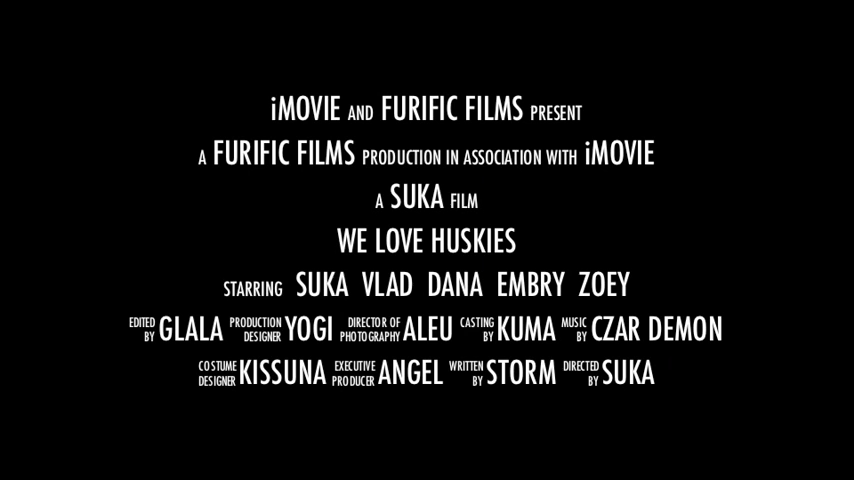 iMOVIE AND FURIFIC FILMS PRESENT
A FURIFIC FILMS PRODUCTION IN ASSOCIATION WITH iMOVIE
A SUKA FILM
WE LOVE HUSKIES
STARRING SUKA VLAD DANA EMBRY ZOEY
EDITED BY GLALA PRODUCTION DESIGNER YOGI DIRECTOR OF PHOTOGRAPHY ALEU CASTING BY KUMA MUSIC BY CZAR DEMON
COSTUME DESIGNER KISSUNA EXECUTIVE PRODUCER ANGEL WRITTEN BY STORM DIRECTED BY SUKA